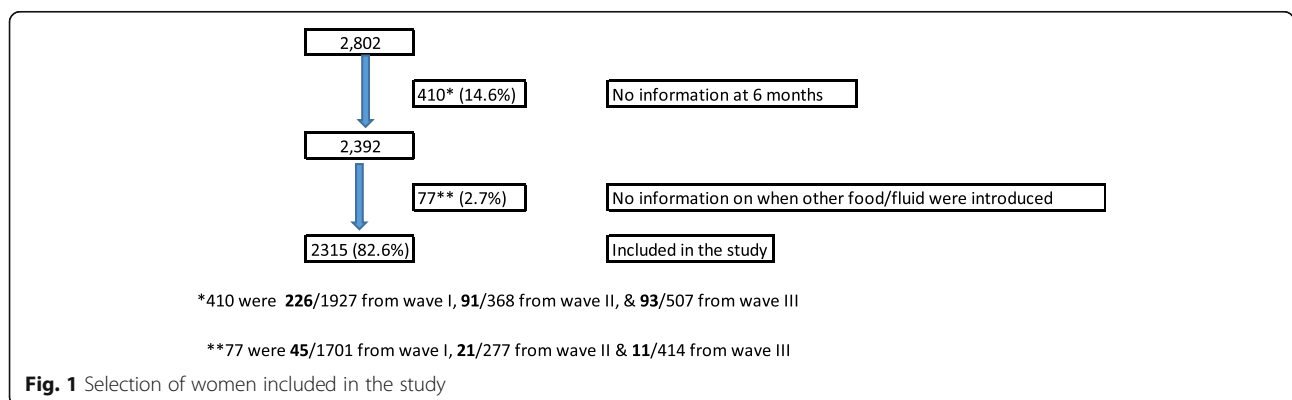 2,802
410* (14.6%) No information at 6 months
2,392
77** (2.7%) No information on when other food/fluid were introduced
2315 (82.6%) Included in the study
*410 were 226/1927 from wave I, 91/368 from wave II, & 93/507 from wave III
**77 were 45/1701 from wave I, 21/277 from wave II & 11/414 from wave III
Fig. 1 Selection of women included in the study